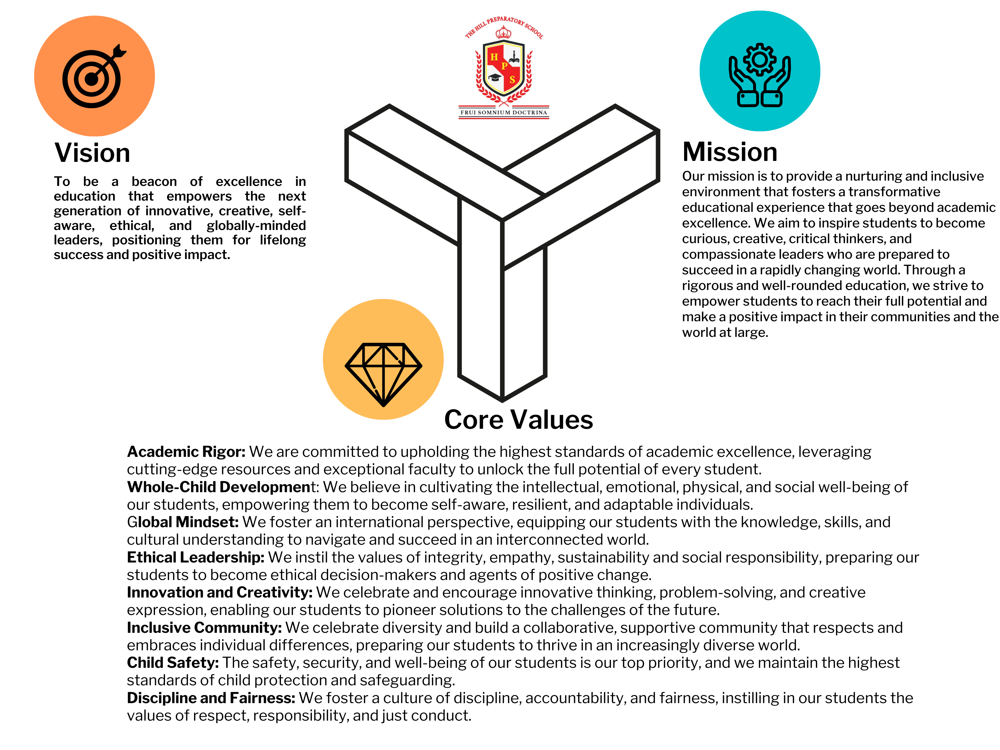 THE HILL PREPARATORY SCHOOL
H
P
S
FRUI SOMNIUM DOCTRINA
Vision
To be a beacon of excellence in
education that empowers the next
generation of innovative, creative, self-
aware, ethical, and globally-minded
leaders, positioning them for lifelong
success and positive impact.
Mission
Our mission is to provide a nurturing and inclusive
environment that fosters a transformative
educational experience that goes beyond academic
excellence. We aim to inspire students to become
curious, creative, critical thinkers, and
compassionate leaders who are prepared to
succeed in a rapidly changing world. Through a
rigorous and well-rounded education, we strive to
empower students to reach their full potential and
make a positive impact in their communities and the
world at large.
Core Values
Academic Rigor: We are committed to upholding the highest standards of academic excellence, leveraging
cutting-edge resources and exceptional faculty to unlock the full potential of every student.
Whole-Child Development: We believe in cultivating the intellectual, emotional, physical, and social well-being of
our students, empowering them to become self-aware, resilient, and adaptable individuals.
Global Mindset: We foster an international perspective, equipping our students with the knowledge, skills, and
cultural understanding to navigate and succeed in an interconnected world.
Ethical Leadership: We instil the values of integrity, empathy, sustainability and social responsibility, preparing our
students to become ethical decision-makers and agents of positive change.
Innovation and Creativity: We celebrate and encourage innovative thinking, problem-solving, and creative
expression, enabling our students to pioneer solutions to the challenges of the future.
Inclusive Community: We celebrate diversity and build a collaborative, supportive community that respects and
embraces individual differences, preparing our students to thrive in an increasingly diverse world.
Child Safety: The safety, security, and well-being of our students is our top priority, and we maintain the highest
standards of child protection and safeguarding.
Discipline and Fairness: We foster a culture of discipline, accountability, and fairness, instilling in our students the
values of respect, responsibility, and just conduct.